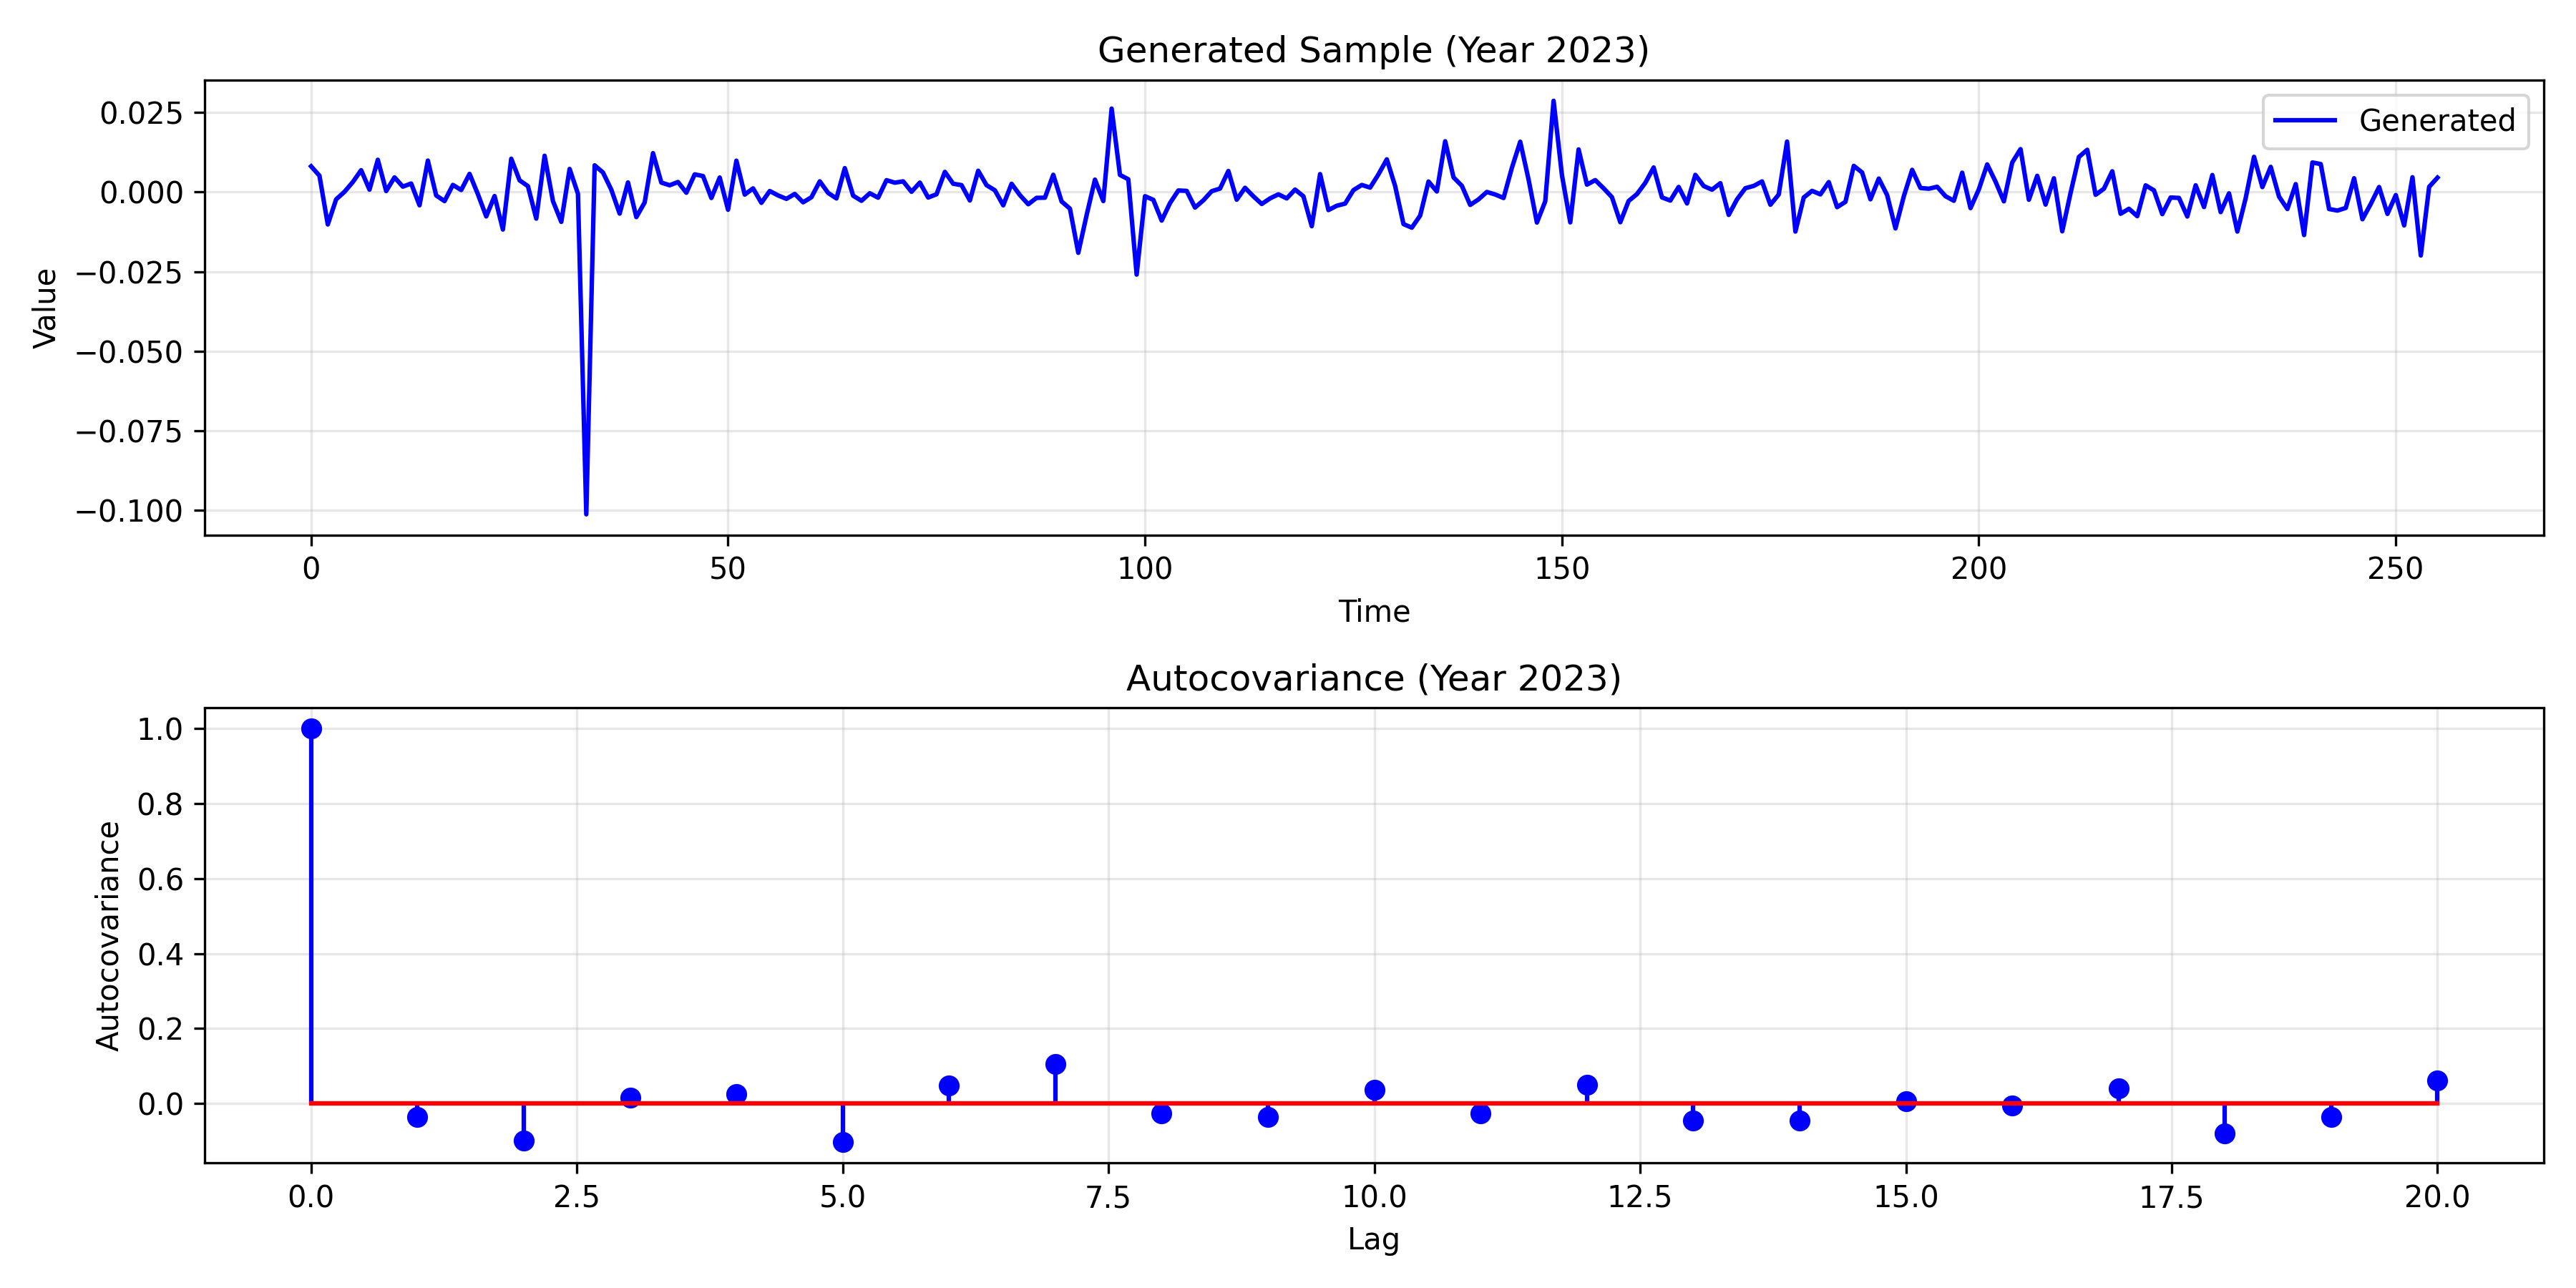 Generated Sample (Year 2023)
Generated
0.025
0.000
−0.025
−0.050
−0.075
−0.100
Value
0 50 100 150 200 250
Time
Autocovariance (Year 2023)
1.0
0.8
0.6
0.4
0.2
0.0
Autocovariance
0.0 2.5 5.0 7.5 10.0 12.5 15.0 17.5 20.0
Lag